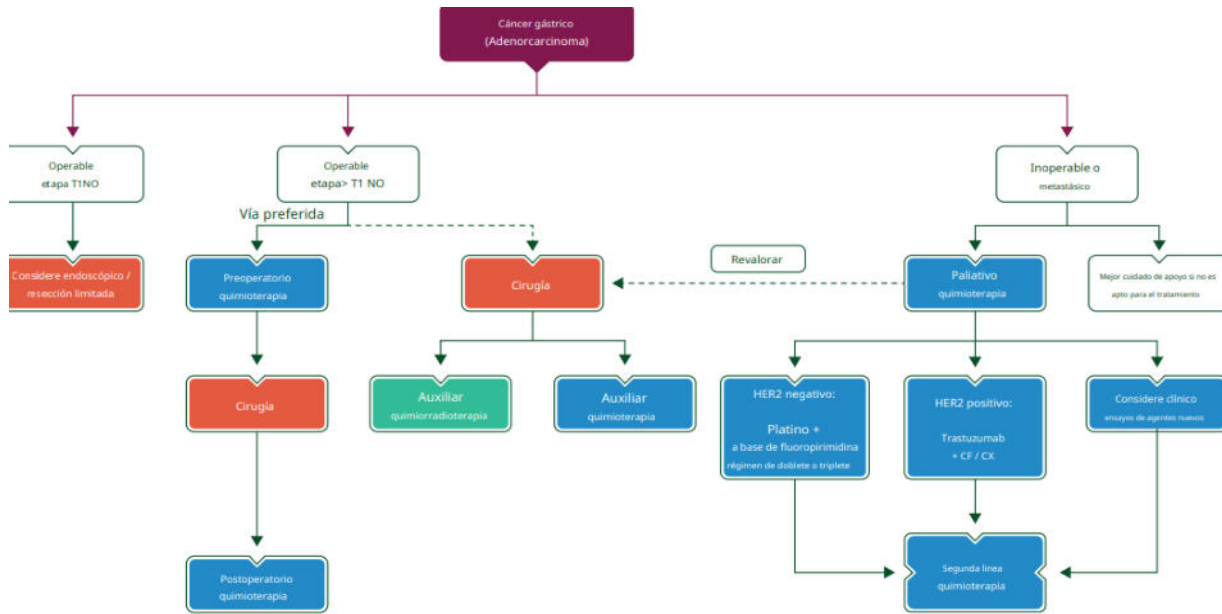 Cáncer gástrico
(Adenorcarcinoma)
Operable
etapa T1NO
Operable
etapa> T1 NO
Inoperable o
metastásico
Vía preferida
Considere endoscópico /
resección limitada
Preoperatorio
quimioterapia
Cirugía
Revalorar
Paliativo
quimioterapia
Mejor cuidado de apoyo si no es
apto para el tratamiento
Cirugía
Auxiliar
quimiorradioterapia
Auxiliar
quimioterapia
HER2 negativo:
Platino +
a base de fluoropirimidina
régimen de doblete o triplete
HER2 positivo:
Trastuzumab
+ CF / CX
Considere clínico
ensayos de agentes nuevos
Postoperatorio
quimioterapia
Segunda linea
quimioterapia